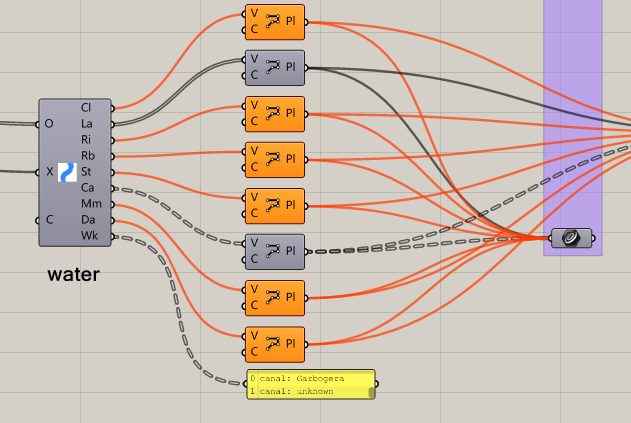 V Pl
C
V Pl
C
Cl
O La
V Pl
C
Ri
Rb
V Pl
C
X St
Ca
V Pl
C
Mm
C Da
V Pl
C
Wk
water
V Pl
C
V Pl
C
0 canal: Garbogera
1 canal: unknown